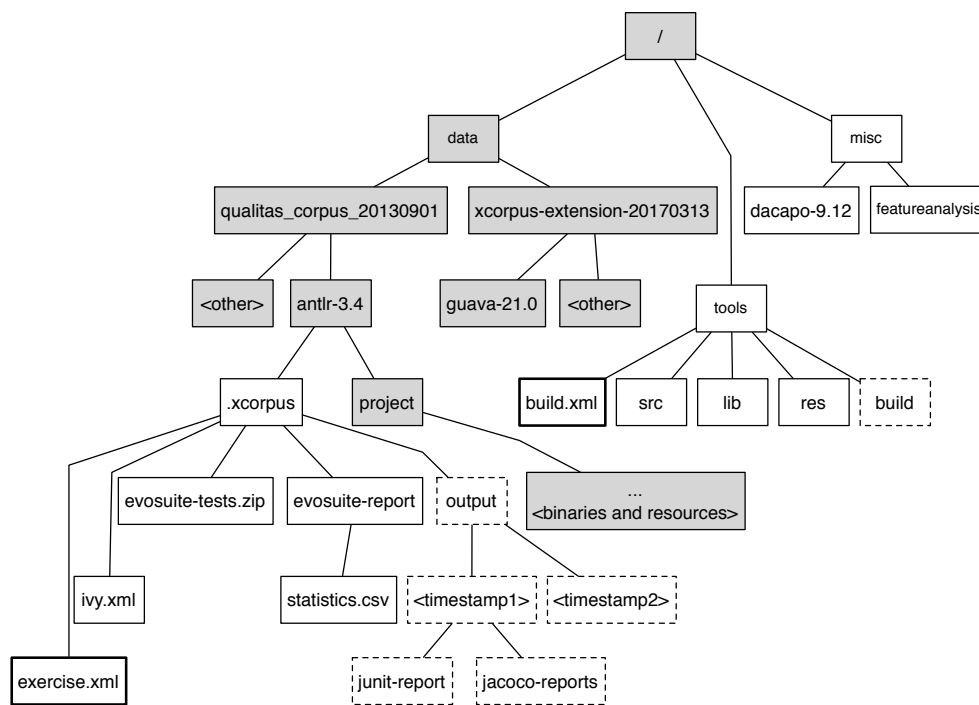 /
data
misc
qualitas_corpus_20130901
xcorpus-extension-20170313
dacapo-9.12
featureanalysis
<other>
antlr-3.4
guava-21.0
<other>
tools
.xcorpus
project
build.xml
src
lib
res
build
evosuite-tests.zip
evosuite-report
output
...
<binaries and resources>
ivy.xml
statistics.csv
<timestamp1>
<timestamp2>
exercise.xml
junit-report
jacoco-reports